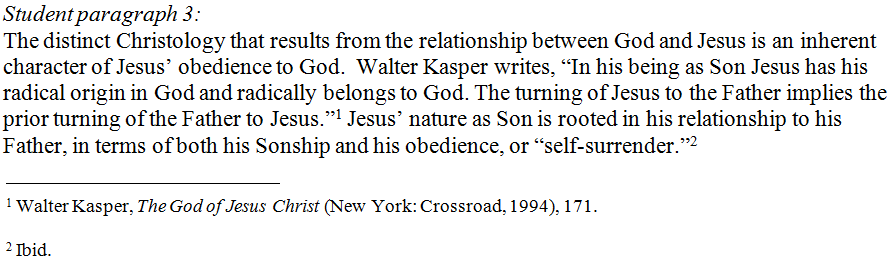 Student paragraph 3:
The distinct Christology that results from the relationship between God and Jesus is an inherent
character of Jesus’ obedience to God.  Walter Kasper writes, “In his being as Son Jesus has his
radical origin in God and radically belongs to God. The turning of Jesus to the Father implies the
prior turning of the Father to Jesus.”1 Jesus’ nature as Son is rooted in his relationship to his
Father, in terms of both his Sonship and his obedience, or “self-surrender.”2
1 Walter Kasper, The God of Jesus Christ (New York: Crossroad, 1994), 171.
2 Ibid.